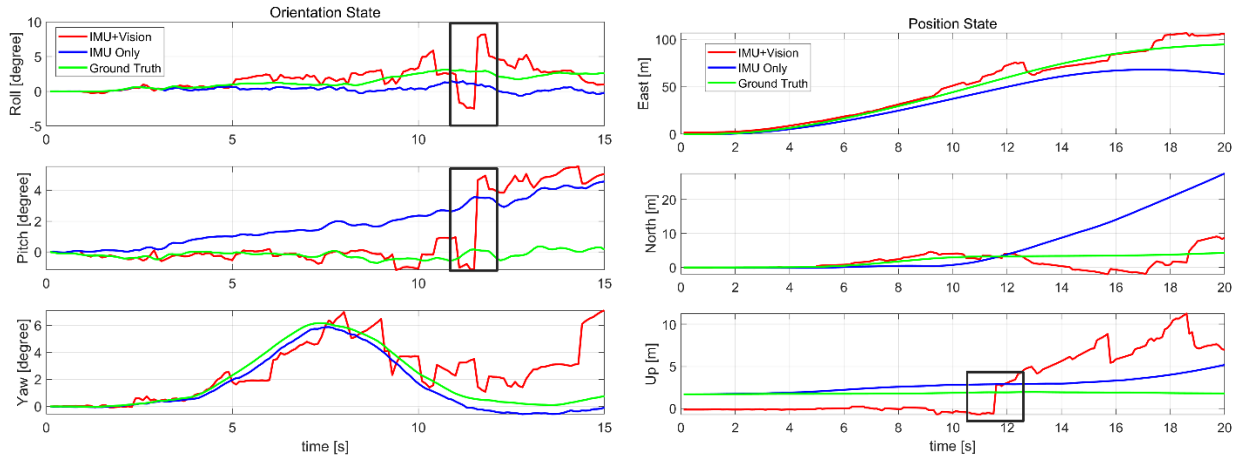 Orientation State
10
5
0
-5
Roll [degree]
IMU+Vision
IMU Only
Ground Truth
0 5 10 15
4
2
0
Pitch [degree]
0 5 10 15
6
4
2
0
Yaw [degree]
0 5 10 15
time [s]
Position State
100
50
0
East [m]
IMU+Vision
IMU Only
Ground Truth
0 2 4 6 8 10 12 14 16 18 20
20
10
0
North [m]
0 2 4 6 8 10 12 14 16 18 20
10
5
0
Up [m]
0 2 4 6 8 10 12 14 16 18 20
time [s]